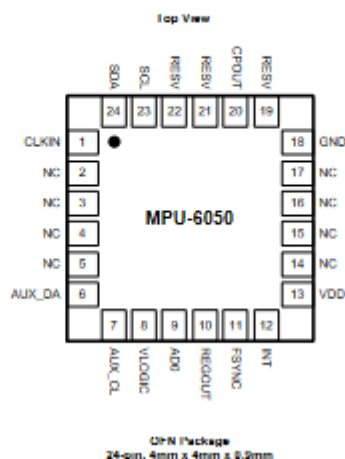 Top View
SDA SCL RESV RESV CPOUT RESV
24 23 22 21 20 19
CLKIN 1 18 GND
NC 2 17 NC
NC 3 16 NC
MPU-6050
NC 4 15 NC
NC 5 14 NC
AUX_DA 6 13 VDD
7 8 9 10 11 12
AUX_CL VLOGIC AD0 REGOUT FSYNC INT
QFN Package
24-pin, 4mm x 4mm x 0.9mm